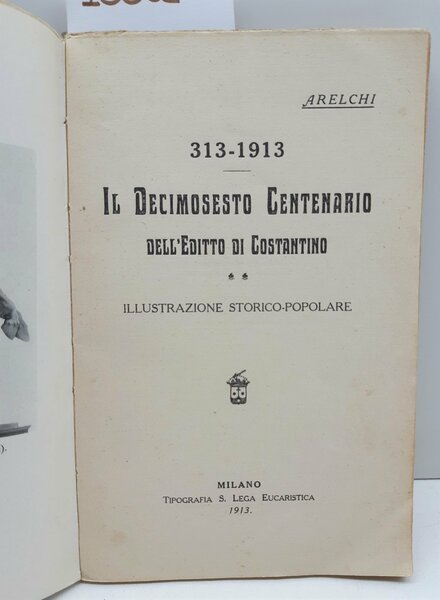 ARELCHI
313-1913
IL DECIMOSESTO CENTENARIO
DELL'EDITTO DI COSTANTINO
ILLUSTRAZIONE STORICO-POPOLARE
MILANO
TIPOGRAFIA S. LEGA EUCARISTICA
1913.